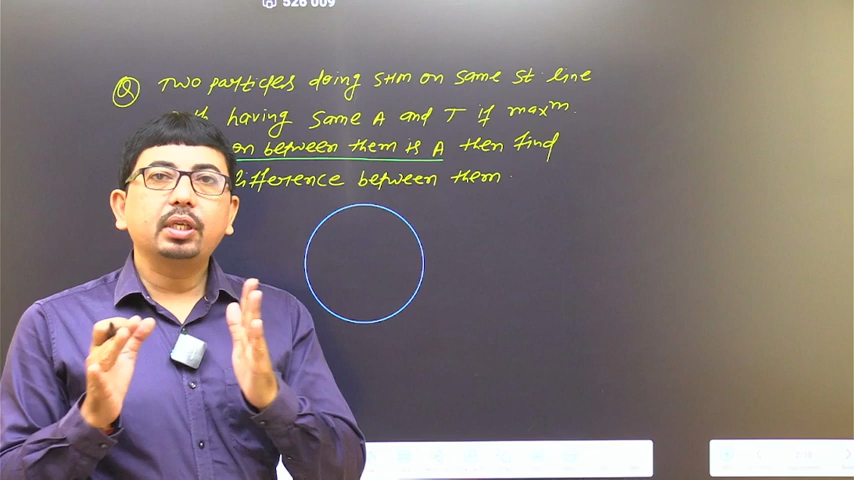 526 009
Q Two particles doing SHM on same st. line
having same A and T if maxm.
between them is A then find
difference between them.